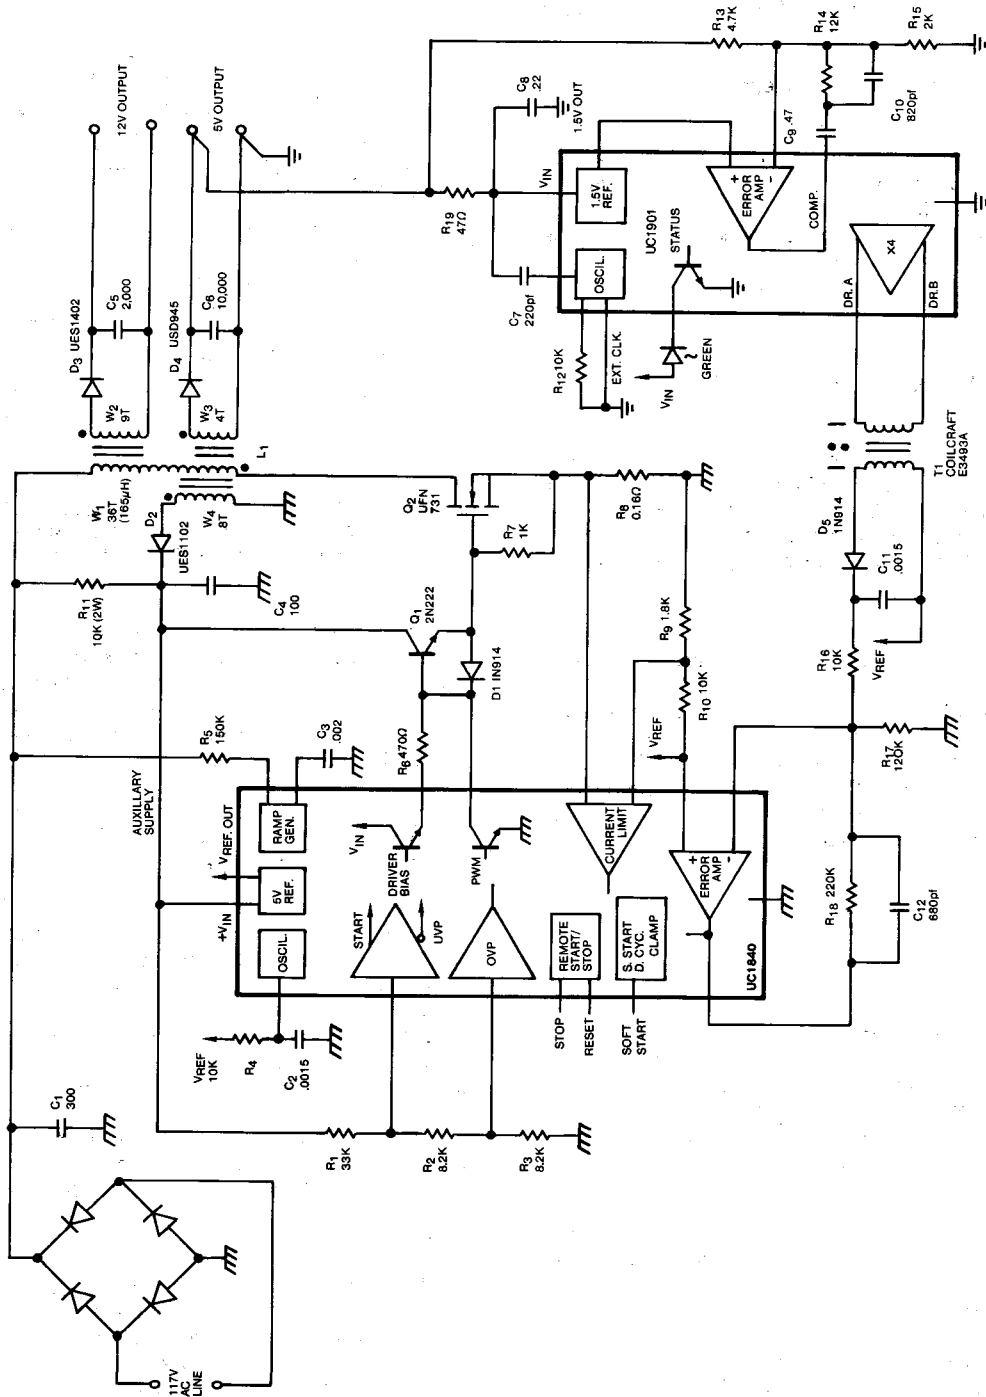 117V
AC
LINE
C1
300
R11
10K (2W)
W1
36T
(165µH)
D2
UES1102
W4
8T
L1
W2
9T
D3 UES1402
C5
2,000
12V OUTPUT
W3
4T
D4 USD945
C6
10,000
5V OUTPUT
AUXILLARY
SUPPLY
C4
100
R5
150K
C3
.002
Q1
2N222
Q2
UFN
731
R7
1K
D1 IN914
R6 470Ω
R8
0.16Ω
R9 1.8K
R10 10K
VREF
VREF
10K
R4
C2
.0015
R1
33K
R2
8.2K
R3
8.2K
+VIN
VREF. OUT
OSCIL.
5V
REF.
RAMP
GEN.
VIN
START
DRIVER
BIAS
UVP
PWM
OVP
STOP
RESET
REMOTE
START/
STOP
SOFT
START
S. START
D. CYC.
CLAMP
CURRENT
LIMIT
ERROR
AMP
+
-
UC1840
R18 220K
C12
680pf
R17
120K
R16
10K
VREF
C11
.0015
D5
1N914
T1
COILCRAFT
E3493A
R19
47Ω
C8
.22
1.5V OUT
C7
220pf
R12 10K
EXT. CLK.
VIN
GREEN
OSCIL.
1.5V
REF.
VIN
UC1901
STATUS
ERROR
AMP
+
-
COMP.
DR. A
DR.B
X4
R13
4.7K
R14
12K
R15
2K
C9 .47
C10
820pf